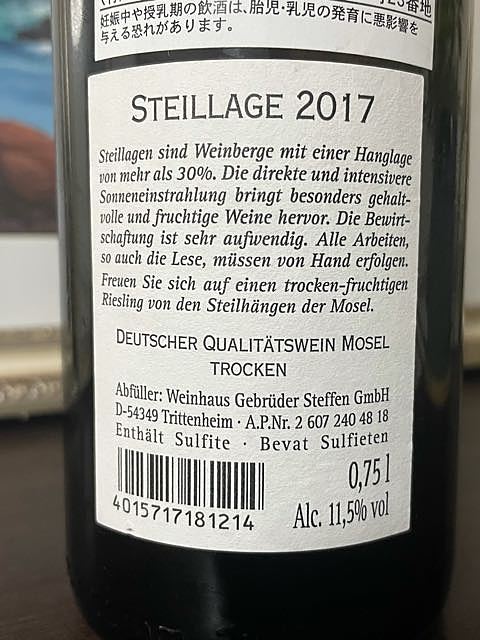 妊娠中や授乳期の飲酒は、胎児・乳児の発育に悪影響を
与える恐れがあります。
STEILLAGE 2017
Steillagen sind Weinberge mit einer Hanglage
von mehr als 30%. Die direkte und intensivere
Sonneneinstrahlung bringt besonders gehalt-
volle und fruchtige Weine hervor. Die Bewirt-
schaftung ist sehr aufwendig. Alle Arbeiten,
so auch die Lese, müssen von Hand erfolgen.
Freuen Sie sich auf einen trocken-fruchtigen
Riesling von den Steilhängen der Mosel.
DEUTSCHER QUALITÄTSWEIN MOSEL
TROCKEN
Abfüller: Weinhaus Gebrüder Steffen GmbH
D-54349 Trittenheim · A.P.Nr. 2 607 240 48 18
Enthält Sulfite · Bevat Sulfieten
0,75 l
4015717181214
Alc. 11,5% vol